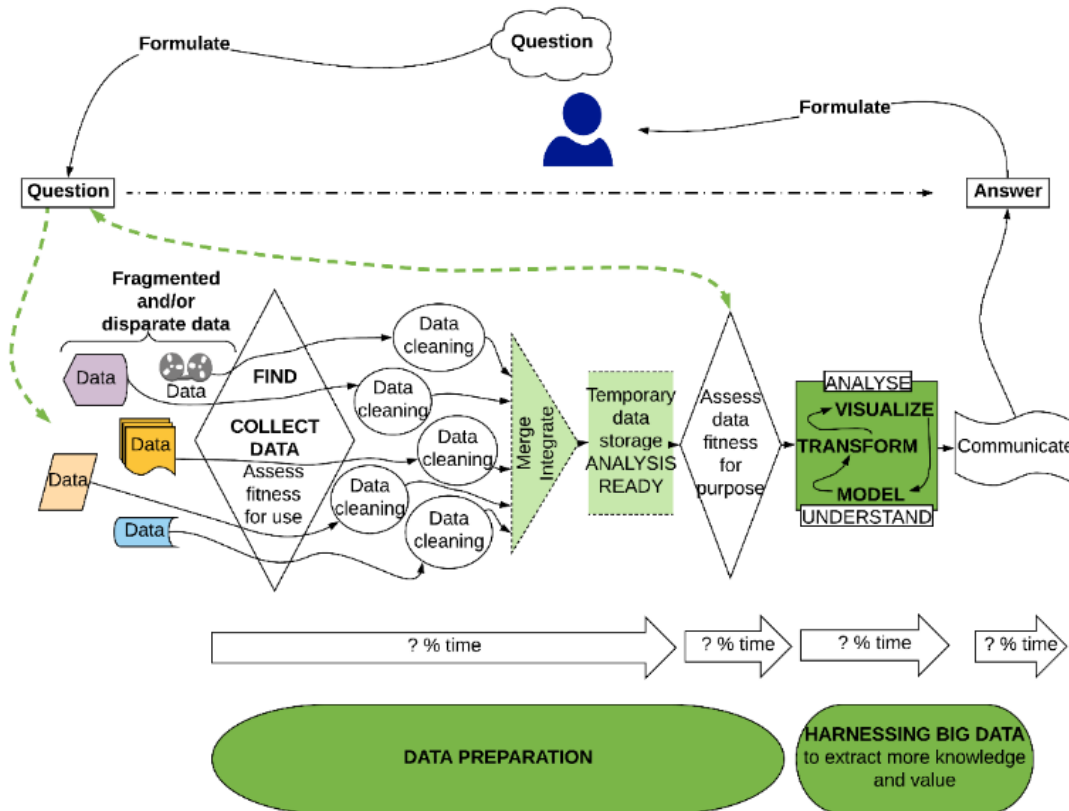 Question
Formulate
Formulate
Question
Answer
Fragmented
and/or
disparate data
Data
Data
Data
Data
Data
FIND
COLLECT
DATA
Assess
fitness
for use
Data
cleaning
Data
cleaning
Data
cleaning
Data
cleaning
Data
cleaning
Merge
Integrate
Temporary
data
storage
ANALYSIS
READY
Assess
data
fitness
for
purpose
ANALYSE
VISUALIZE
TRANSFORM
MODEL
UNDERSTAND
Communicate
? % time
? % time
? % time
? % time
DATA PREPARATION
HARNESSING BIG DATA
to extract more knowledge
and value